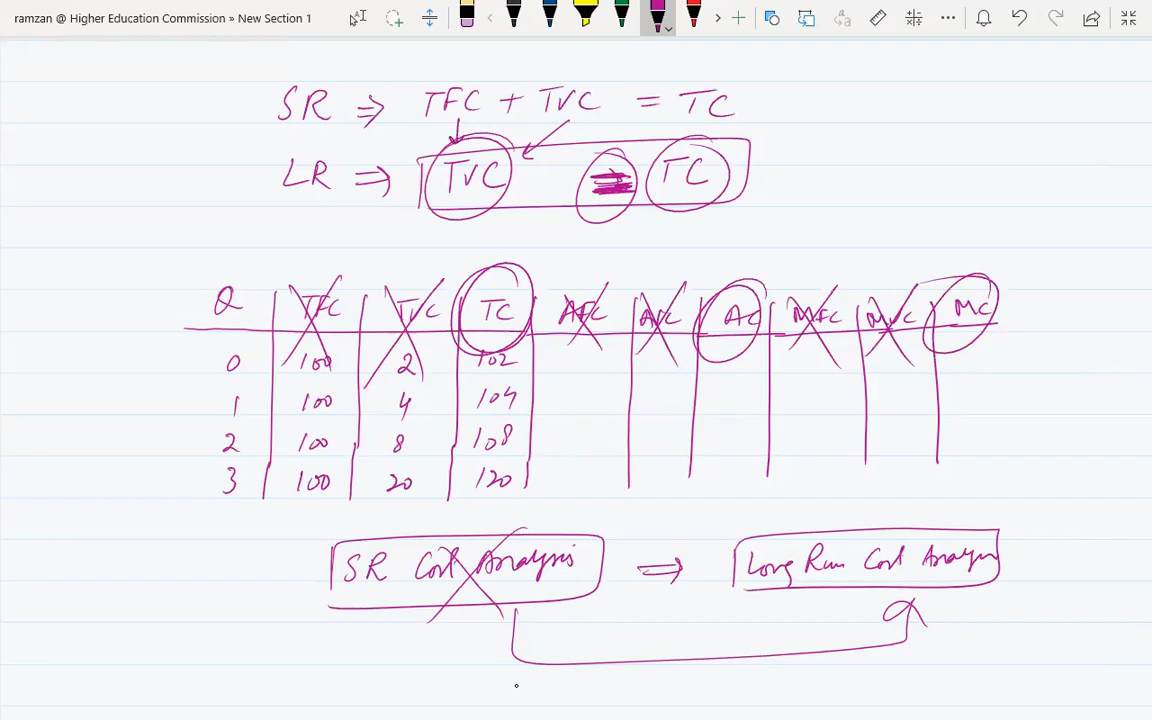 ramzan @ Higher Education Commission » New Section 1
SR ⇒ TFC + TVC = TC
LR ⇒ TVC = TC
Q TFC TVC TC AFC AVC AC MFC MVC MC
0 100 2 102
1 100 4 104
2 100 8 108
3 100 20 120
SR Cost Analysis ⇒ Long Run Cost Analysis